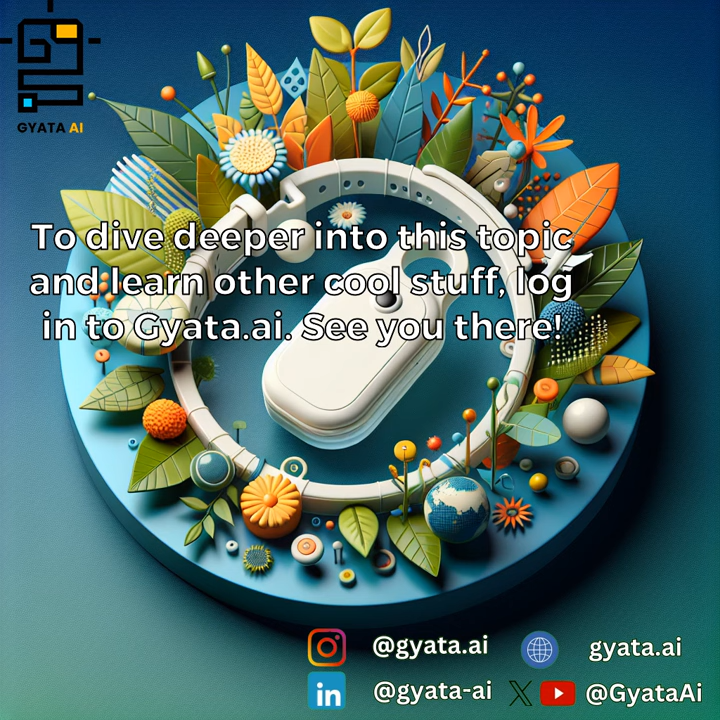 GYATA AI
To dive deeper into this topic
and learn other cool stuff, log
in to Gyata.ai. See you there!
@gyata.ai
gyata.ai
in @gyata-ai
X @GyataAi